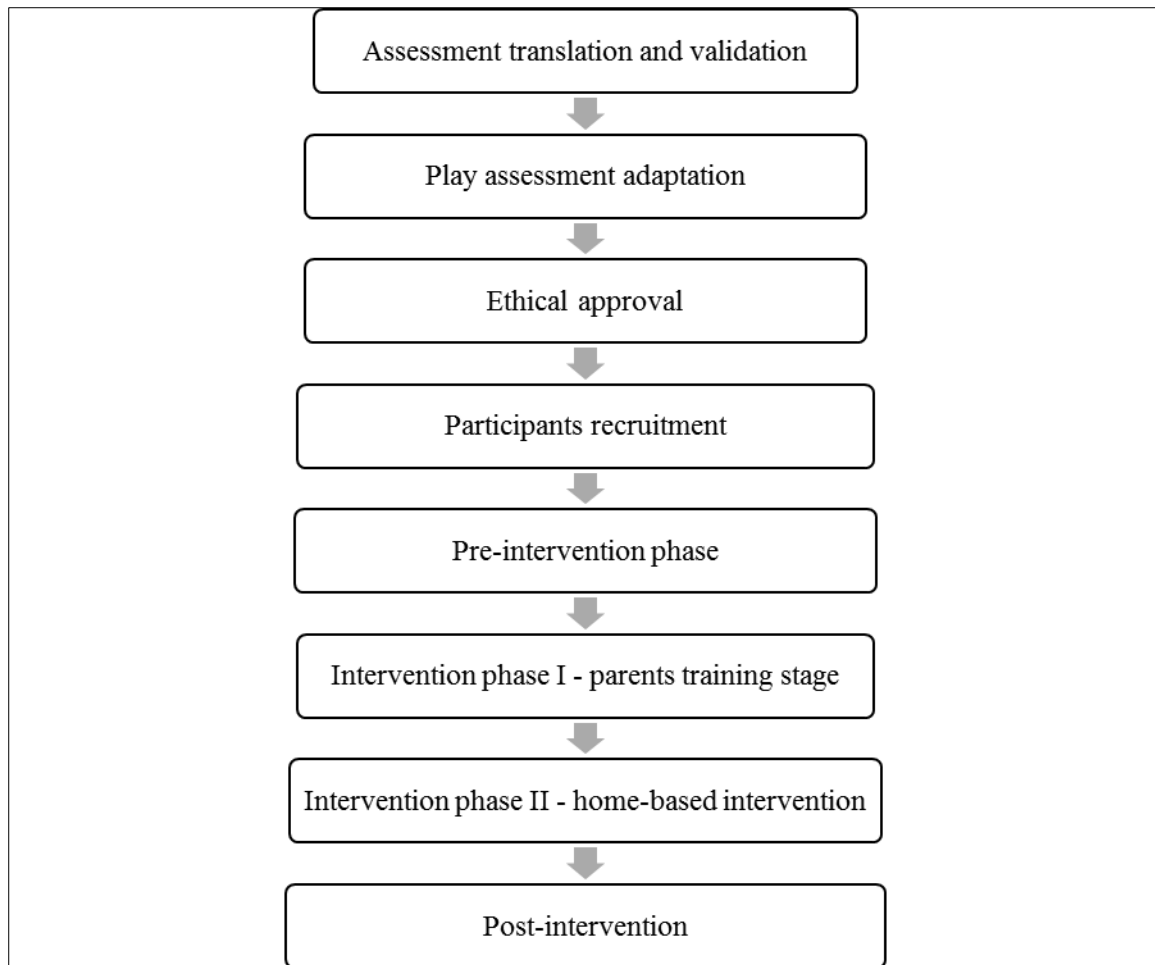 Assessment translation and validation
Play assessment adaptation
Ethical approval
Participants recruitment
Pre-intervention phase
Intervention phase I - parents training stage
Intervention phase II - home-based intervention
Post-intervention